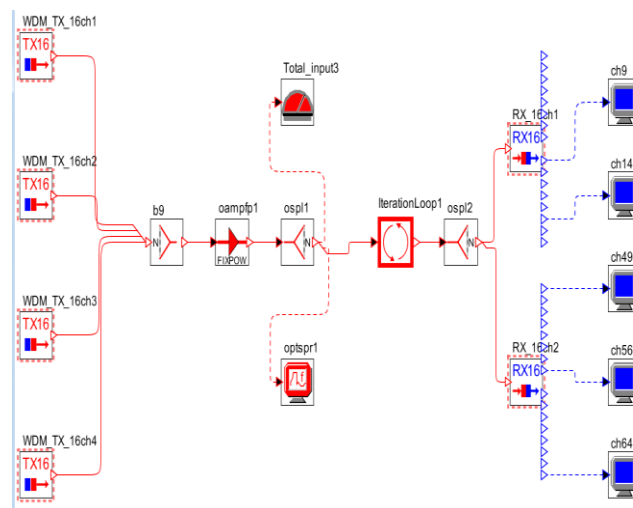 WDM_TX_16ch1
TX16
WDM_TX_16ch2
TX16
WDM_TX_16ch3
TX16
WDM_TX_16ch4
TX16
b9
N
oampfp1
FIXPOW
ospl1
N
Total_input3
optspr1
f
IterationLoop1
ospl2
N
RX_16ch1
RX16
RX_16ch2
RX16
ch9
ch14
ch49
ch56
ch64